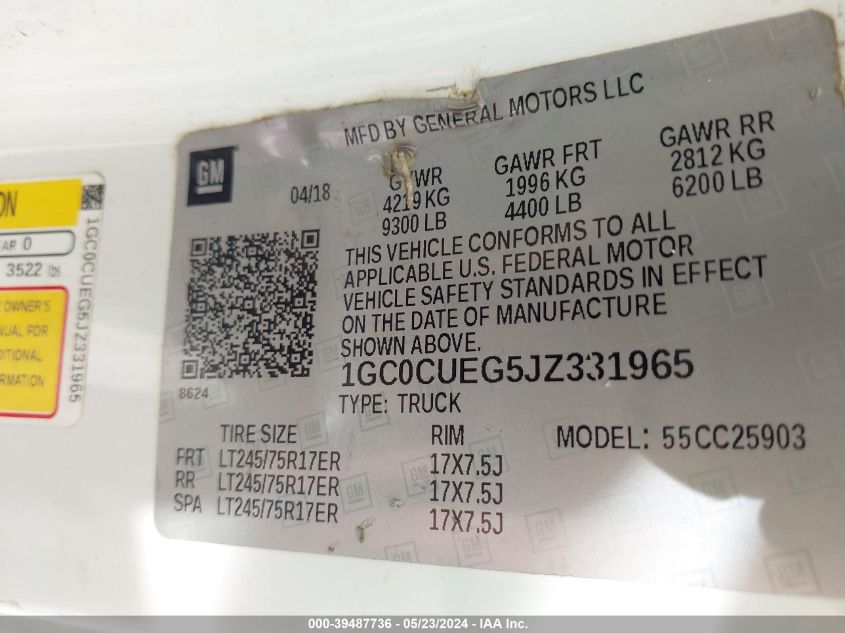 ON
EAR 0
3522 lbs.
E OWNER'S
NUAL FOR
DITIONAL
RMATION
1GC0CUEG5JZ331965
GM
MFD BY GENERAL MOTORS LLC
04/18
GVWR
4219 KG
9300 LB
GAWR FRT
1996 KG
4400 LB
GAWR RR
2812 KG
6200 LB
THIS VEHICLE CONFORMS TO ALL
APPLICABLE U.S. FEDERAL MOTOR
VEHICLE SAFETY STANDARDS IN EFFECT
ON THE DATE OF MANUFACTURE
SHOWN ABOVE.
8624
1GC0CUEG5JZ331965
TYPE: TRUCK
TIRE SIZE RIM MODEL: 55CC25903
FRT LT245/75R17ER 17X7.5J
RR LT245/75R17ER 17X7.5J
SPA LT245/75R17ER 17X7.5J
000-39487736 - 05/23/2024 - IAA Inc.